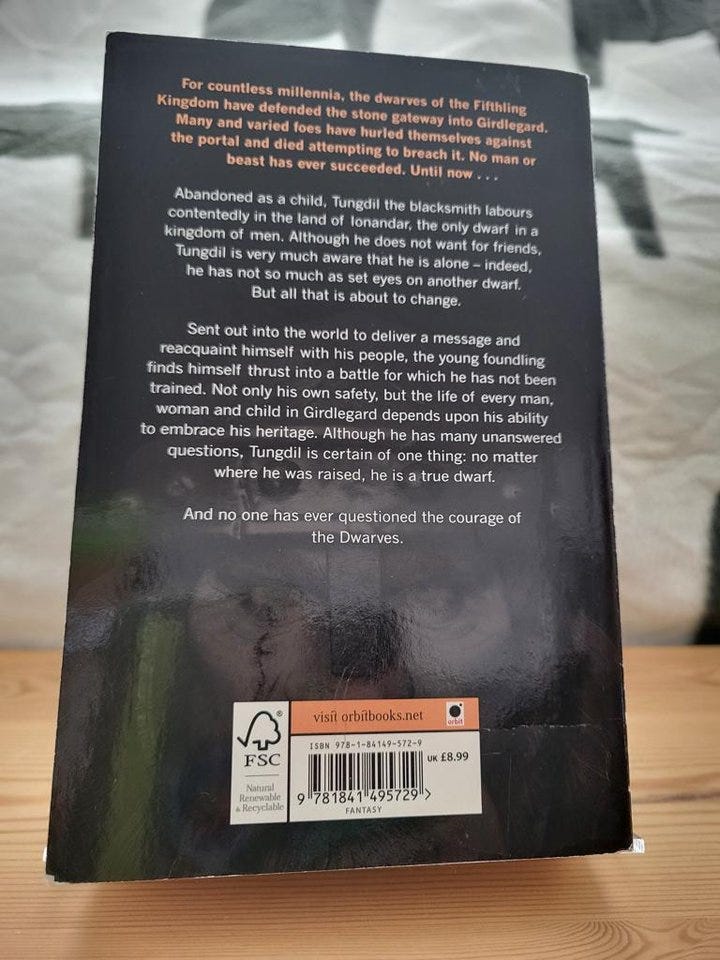 For countless millennia, the dwarves of the Fifthling
Kingdom have defended the stone gateway into Girdlegard.
Many and varied foes have hurled themselves against
the portal and died attempting to breach it. No man or
beast has ever succeeded. Until now . . .
Abandoned as a child, Tungdil the blacksmith labours
contentedly in the land of Ionandar, the only dwarf in a
kingdom of men. Although he does not want for friends,
Tungdil is very much aware that he is alone – indeed,
he has not so much as set eyes on another dwarf.
But all that is about to change.
Sent out into the world to deliver a message and
reacquaint himself with his people, the young foundling
finds himself thrust into a battle for which he has not been
trained. Not only his own safety, but the life of every man,
woman and child in Girdlegard depends upon his ability
to embrace his heritage. Although he has many unanswered
questions, Tungdil is certain of one thing: no matter
where he was raised, he is a true dwarf.
And no one has ever questioned the courage of
the Dwarves.
visit orbitbooks.net
orbit
®
FSC
Natural
Renewable
& Recyclable
ISBN 978-1-84149-572-9
UK £8.99
9 781841 495729 >
FANTASY